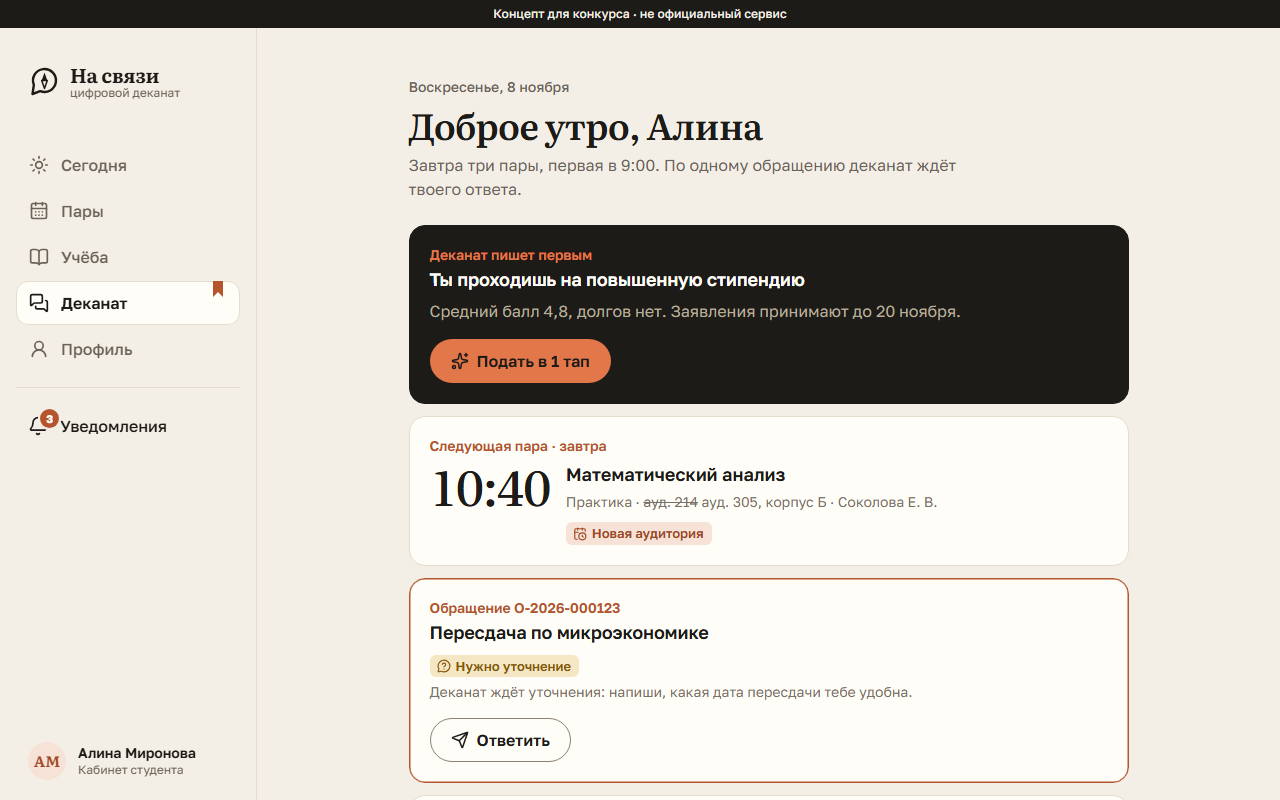 Концепт для конкурса · не официальный сервис
На связи
цифровой деканат
Сегодня
Пары
Учёба
Деканат
Профиль
3
Уведомления
АМ
Алина Миронова
Кабинет студента
Воскресенье, 8 ноября
Доброе утро, Алина
Завтра три пары, первая в 9:00. По одному обращению деканат ждёт
твоего ответа.
Деканат пишет первым
Ты проходишь на повышенную стипендию
Средний балл 4,8, долгов нет. Заявления принимают до 20 ноября.
Подать в 1 тап
Следующая пара · завтра
10:40
Математический анализ
Практика · ауд. 214 ауд. 305, корпус Б · Соколова Е. В.
Новая аудитория
Обращение О-2026-000123
Пересдача по микроэкономике
Нужно уточнение
Деканат ждёт уточнения: напиши, какая дата пересдачи тебе удобна.
Ответить